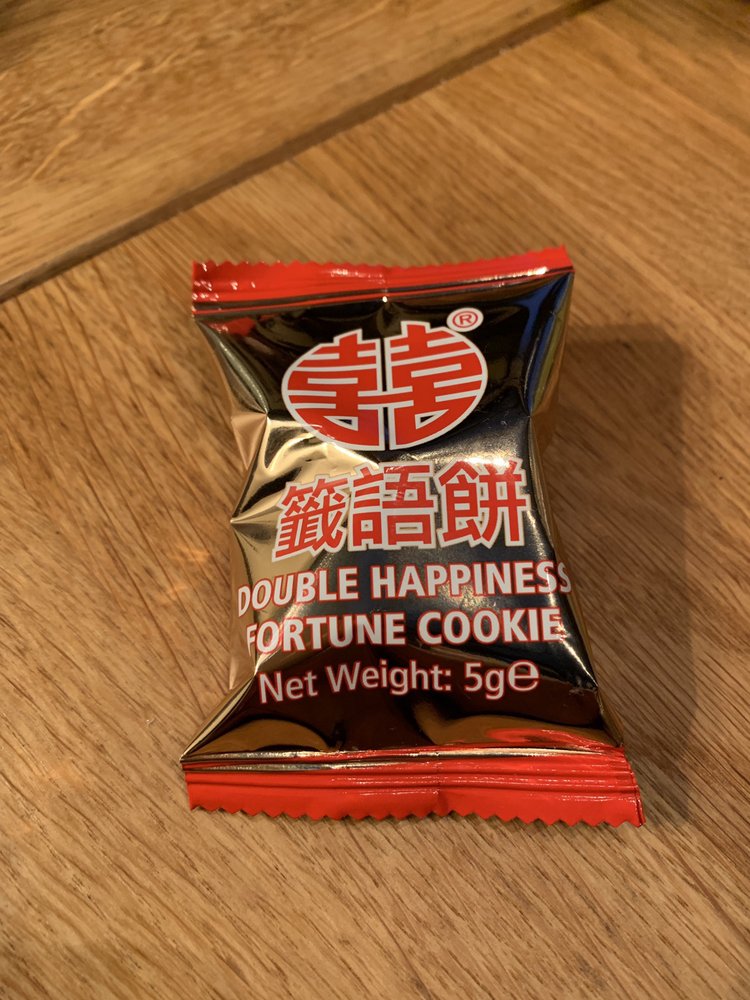 囍®
籤語餅
DOUBLE HAPPINESS
FORTUNE COOKIE
Net Weight: 5g℮